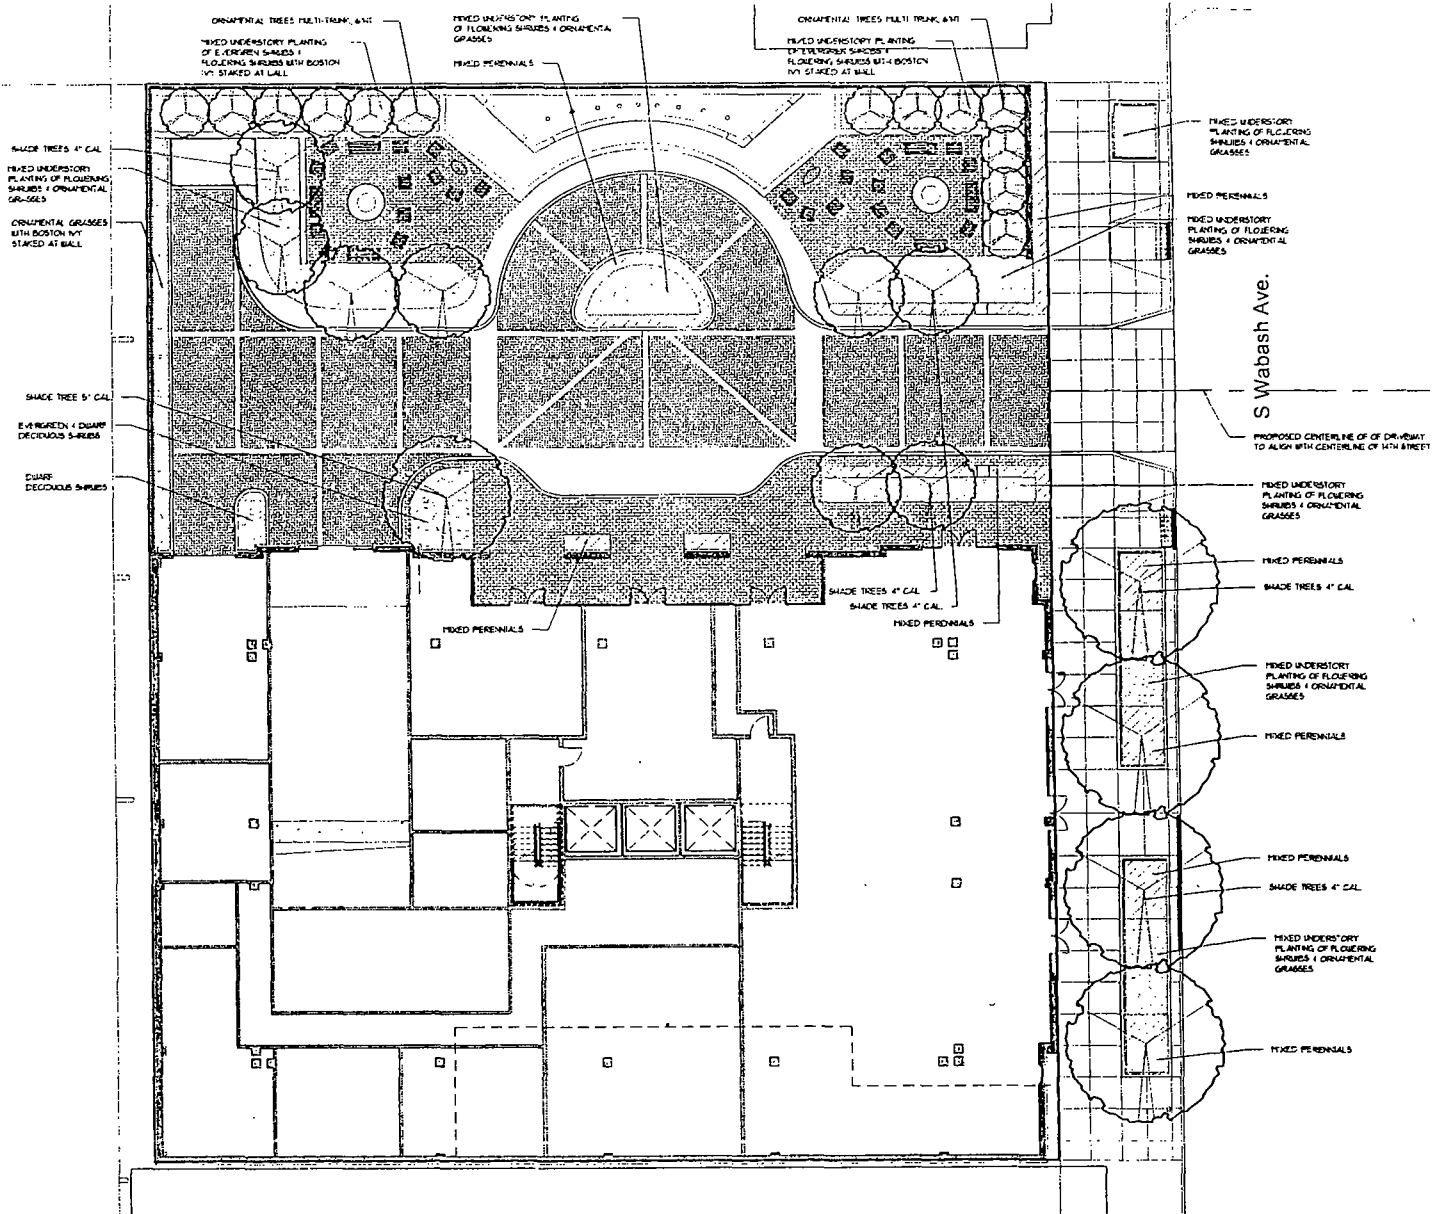 ORNAMENTAL TREES MULTI-TRUNK, 6' HT
MIXED UNDERSTORY PLANTING
OF EVERGREEN SHRUBS &
FLOWERING SHRUBS WITH BOSTON
IVY STAKED AT WALL
MIXED UNDERSTORY PLANTING
OF FLOWERING SHRUBS & ORNAMENTAL
GRASSES
MIXED PERENNIALS
ORNAMENTAL TREES MULTI TRUNK,
MIXED UNDERSTORY PLANTING
OF EVERGREEN SHRUBS &
FLOWERING SHRUBS WITH BOSTON
IVY STAKED AT WALL
SHADE TREES 4" CAL
MIXED UNDERSTORY
PLANTING OF FLOWERING
SHRUBS & ORNAMENTAL
GRASSES
ORNAMENTAL GRASSES
WITH BOSTON IVY
STAKED AT WALL
SHADE TREE 5" CAL
EVERGREEN & DWARF
DECIDUOUS SHRUBS
DWARF
DECIDUOUS SHRUBS
MIXED UNDERSTORY
PLANTING OF FLOWERING
SHRUBS & ORNAMENTAL
GRASSES
MIXED PERENNIALS
MIXED UNDERSTORY
PLANTING OF FLOWERING
SHRUBS & ORNAMENTAL
GRASSES
S Wabash Ave.
PROPOSED CENTERLINE OF OF DRIVEWAY
TO ALIGN WITH CENTERLINE OF 14TH STREET
MIXED UNDERSTORY
PLANTING OF FLOWERING
SHRUBS & ORNAMENTAL
GRASSES
MIXED PERENNIALS
SHADE TREES 4" CAL
SHADE TREES 4" CAL
SHADE TREES 4" CAL.
MIXED PERENNIALS
MIXED PERENNIALS
MIXED UNDERSTORY
PLANTING OF FLOWERING
SHRUBS & ORNAMENTAL
GRASSES
MIXED PERENNIALS
MIXED PERENNIALS
SHADE TREES 4" CAL.
MIXED UNDERSTORY
PLANTING OF FLOWERING
SHRUBS & ORNAMENTAL
GRASSES
MIXED PERENNIALS